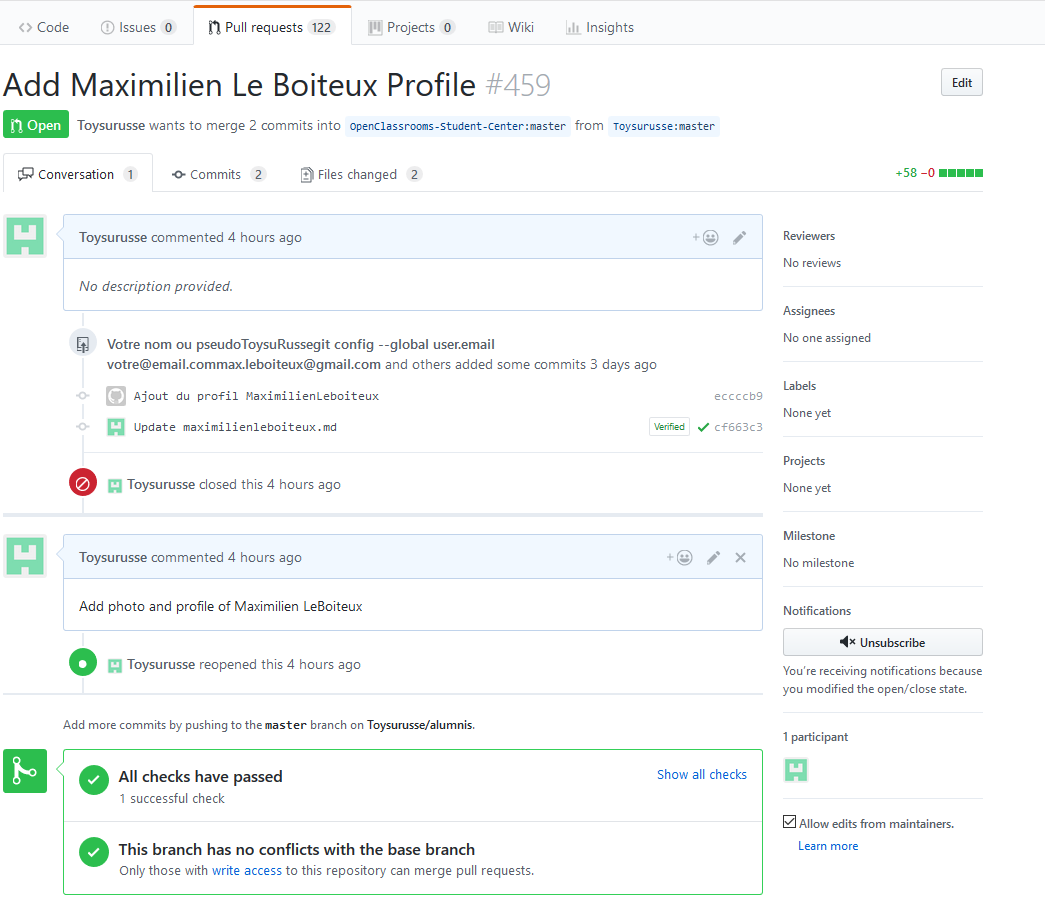 Code Issues 0 Pull requests 122 Projects 0 Wiki Insights
Add Maximilien Le Boiteux Profile #459
Edit
Open Toysurusse wants to merge 2 commits into OpenClassrooms-Student-Center:master from Toysurusse:master
Conversation 1 Commits 2 Files changed 2
+58 −0
Toysurusse commented 4 hours ago
No description provided.
Votre nom ou pseudoToysuRussegit config --global user.email
votre@email.commax.leboiteux@gmail.com and others added some commits 3 days ago
Ajout du profil MaximilienLeboiteux eccccb9
Update maximilienleboiteux.md Verified cf663c3
Toysurusse closed this 4 hours ago
Toysurusse commented 4 hours ago
Add photo and profile of Maximilien LeBoiteux
Toysurusse reopened this 4 hours ago
Add more commits by pushing to the master branch on Toysurusse/alumnis.
All checks have passed
1 successful check
Show all checks
This branch has no conflicts with the base branch
Only those with write access to this repository can merge pull requests.
Reviewers
No reviews
Assignees
No one assigned
Labels
None yet
Projects
None yet
Milestone
No milestone
Notifications
Unsubscribe
You're receiving notifications because
you modified the open/close state.
1 participant
Allow edits from maintainers.
Learn more